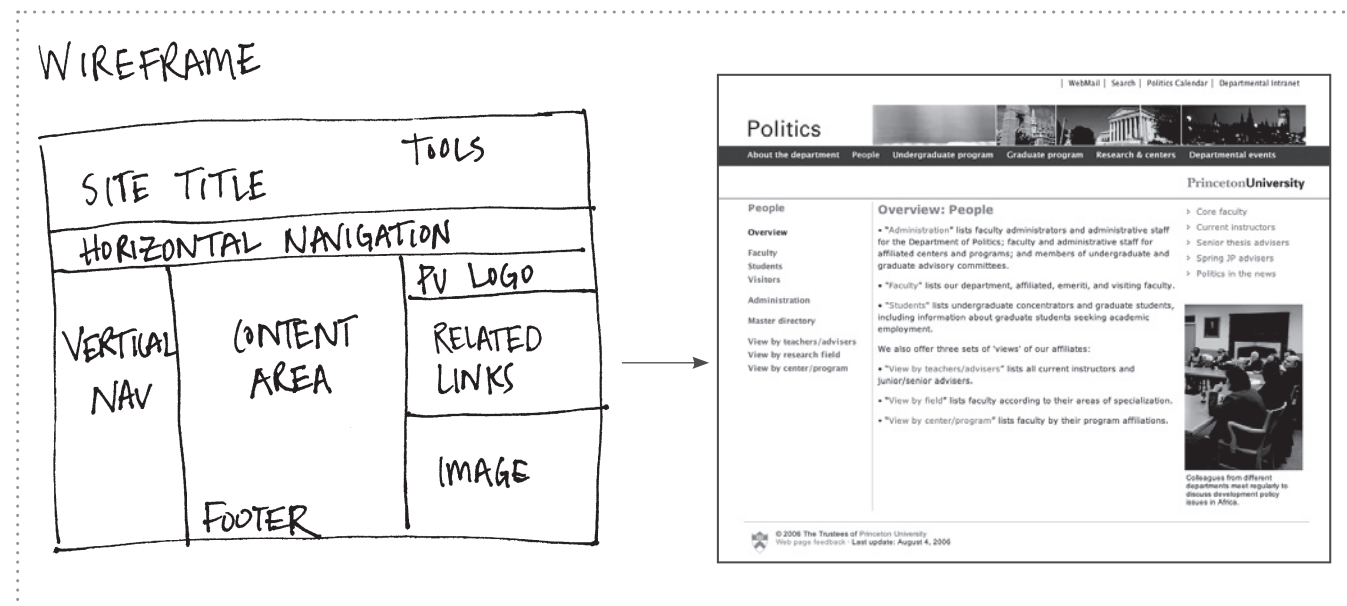 WIREFRAME
TOOLS
SITE TITLE
HORIZONTAL NAVIGATION
PU LOGO
VERTICAL
NAV
CONTENT
AREA
RELATED
LINKS
IMAGE
FOOTER
| WebMail | Search | Politics Calendar | Departmental Intranet
Politics
About the department People Undergraduate program Graduate program Research & centers Departmental events
PrincetonUniversity
People
Overview
Faculty
Students
Visitors
Administration
Master directory
View by teachers/advisers
View by research field
View by center/program
Overview: People
• "Administration" lists faculty administrators and administrative staff
for the Department of Politics; faculty and administrative staff for
affiliated centers and programs; and members of undergraduate and
graduate advisory committees.
• "Faculty" lists our department, affiliated, emeriti, and visiting faculty.
• "Students" lists undergraduate concentrators and graduate students,
including information about graduate students seeking academic
employment.
We also offer three sets of 'views' of our affiliates:
• "View by teachers/advisers" lists all current instructors and
junior/senior advisers.
• "View by field" lists faculty according to their areas of specialization.
• "View by center/program" lists faculty by their program affiliations.
Core faculty
Current instructors
Senior thesis advisers
Spring JP advisers
Politics in the news
Colleagues from different
departments meet regularly to
discuss development policy
issues in Africa.
© 2006 The Trustees of Princeton University
Web page feedback · Last update: August 4, 2006